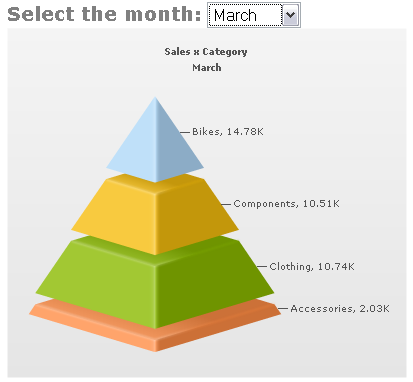 Select the month: March
Sales x Category
March
Bikes, 14.78K
Components, 10.51K
Clothing, 10.74K
Accessories, 2.03K